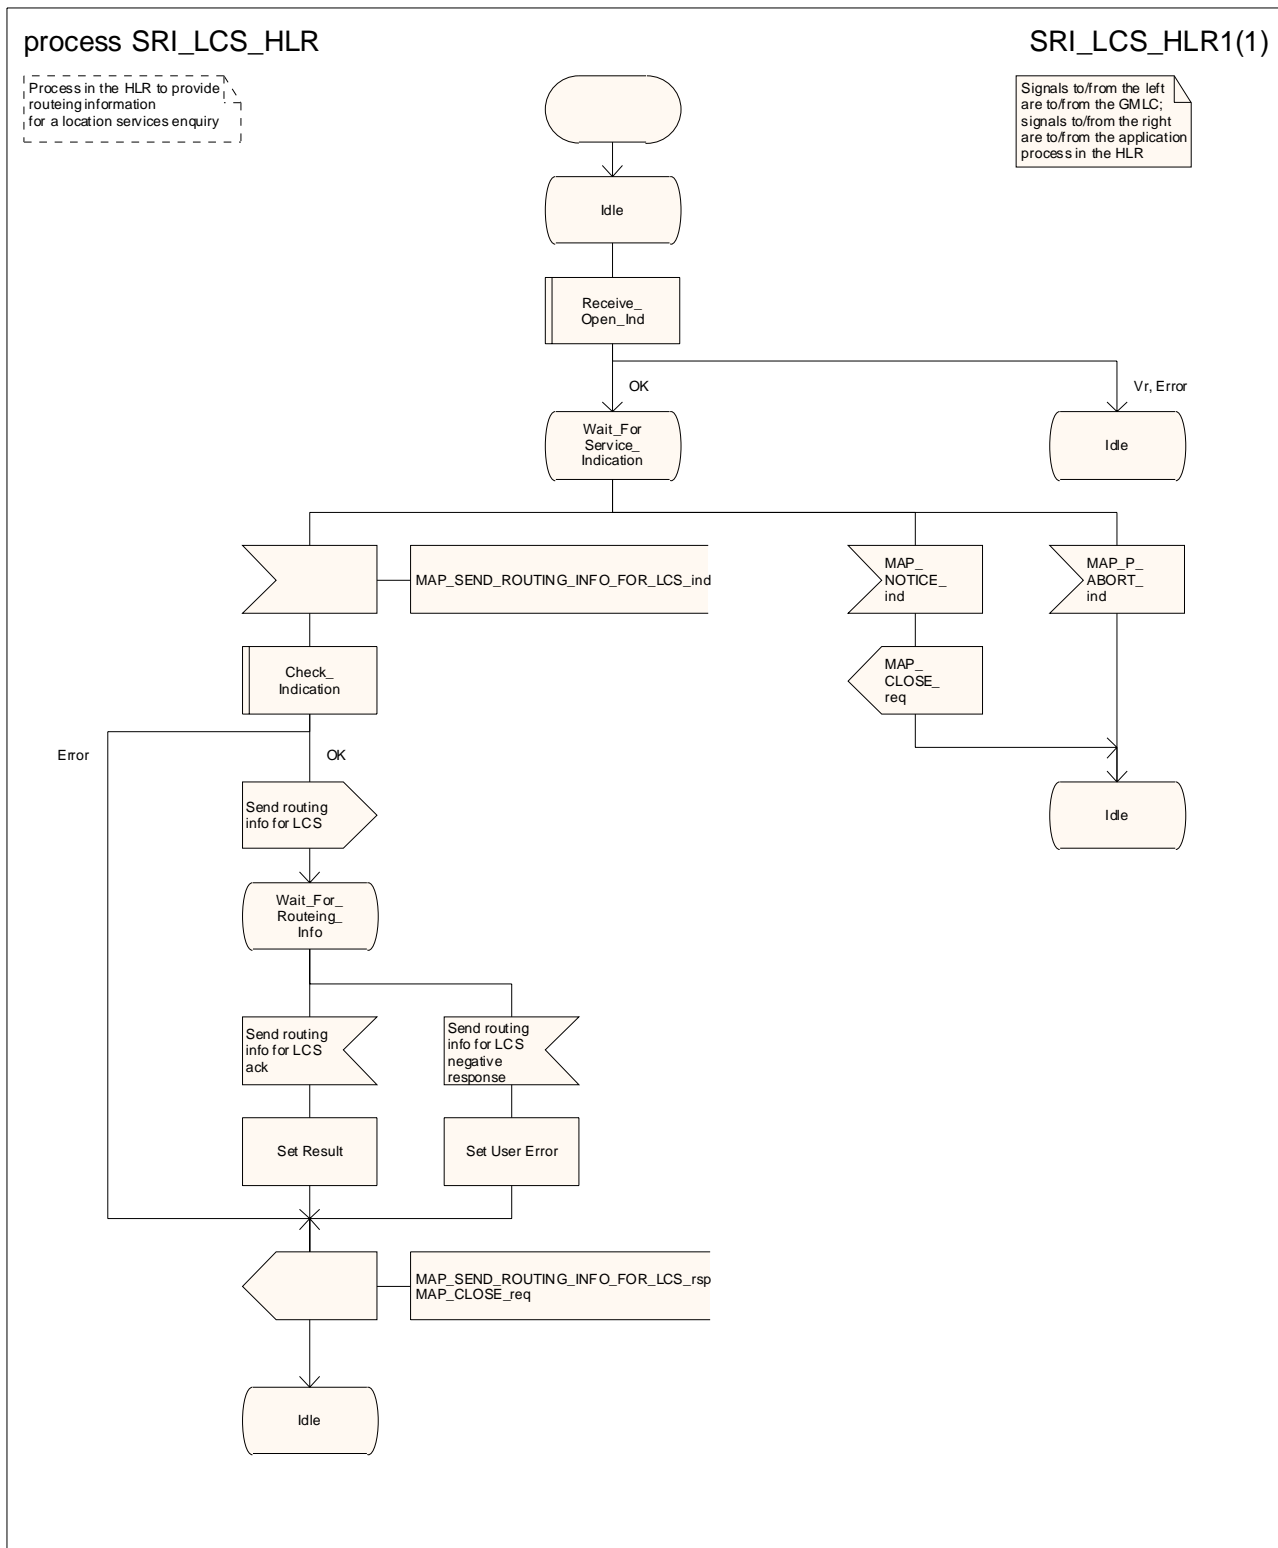 process SRI_LCS_HLR
SRI_LCS_HLR1(1)
Process in the HLR to provide
routeing information
for a location services enquiry
Signals to/from the left
are to/from the GMLC;
signals to/from the right
are to/from the application
process in the HLR
Idle
Receive_
Open_Ind
OK
Vr, Error
Wait_For
Service_
Indication
Idle
MAP_SEND_ROUTING_INFO_FOR_LCS_ind
MAP_
NOTICE_
ind
MAP_P_
ABORT_
ind
Check_
Indication
MAP_
CLOSE_
req
Error
OK
Send routing
info for LCS
Idle
Wait_For_
Routeing_
Info
Send routing
info for LCS
ack
Send routing
info for LCS
negative
response
Set Result
Set User Error
MAP_SEND_ROUTING_INFO_FOR_LCS_rsp
MAP_CLOSE_req
Idle